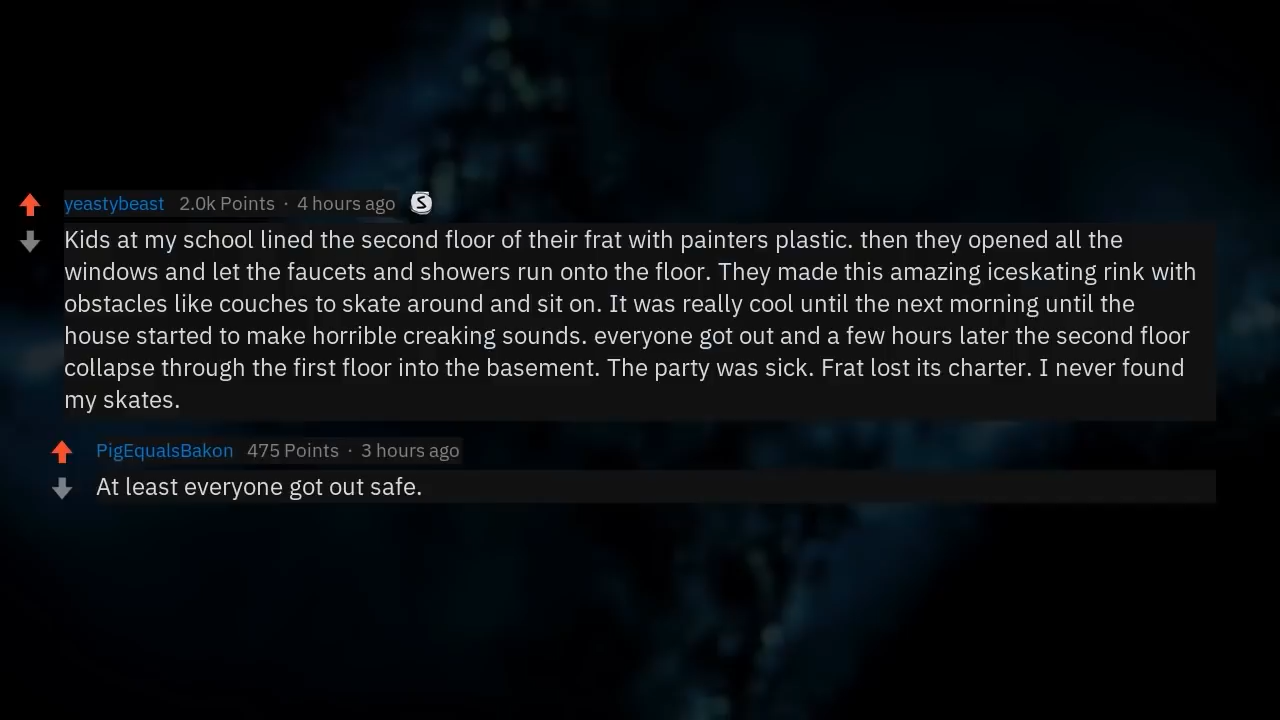 yeastybeast 2.0k Points · 4 hours ago S
Kids at my school lined the second floor of their frat with painters plastic. then they opened all the
windows and let the faucets and showers run onto the floor. They made this amazing iceskating rink with
obstacles like couches to skate around and sit on. It was really cool until the next morning until the
house started to make horrible creaking sounds. everyone got out and a few hours later the second floor
collapse through the first floor into the basement. The party was sick. Frat lost its charter. I never found
my skates.
PigEqualsBakon 475 Points · 3 hours ago
At least everyone got out safe.